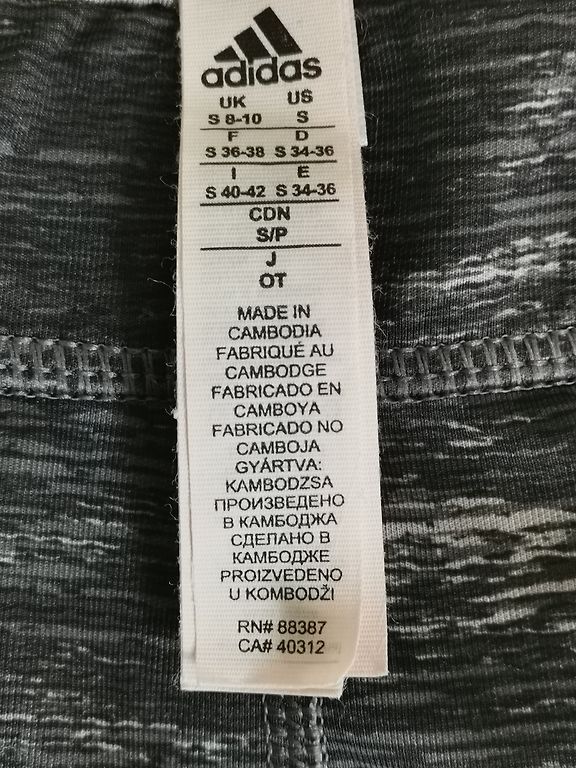 adidas
UK US
S 8-10 S
F D
S 36-38 S 34-36
I E
S 40-42 S 34-36
CDN
S/P
J
OT
MADE IN
CAMBODIA
FABRIQUÉ AU
CAMBODGE
FABRICADO EN
CAMBOYA
FABRICADO NO
CAMBOJA
GYÁRTVA:
KAMBODZSA
ПРОИЗВЕДЕНО
В КАМБОДЖА
СДЕЛАНО В
КАМБОДЖЕ
PROIZVEDENO
U KOMBODŽI
RN# 88387
CA# 40312